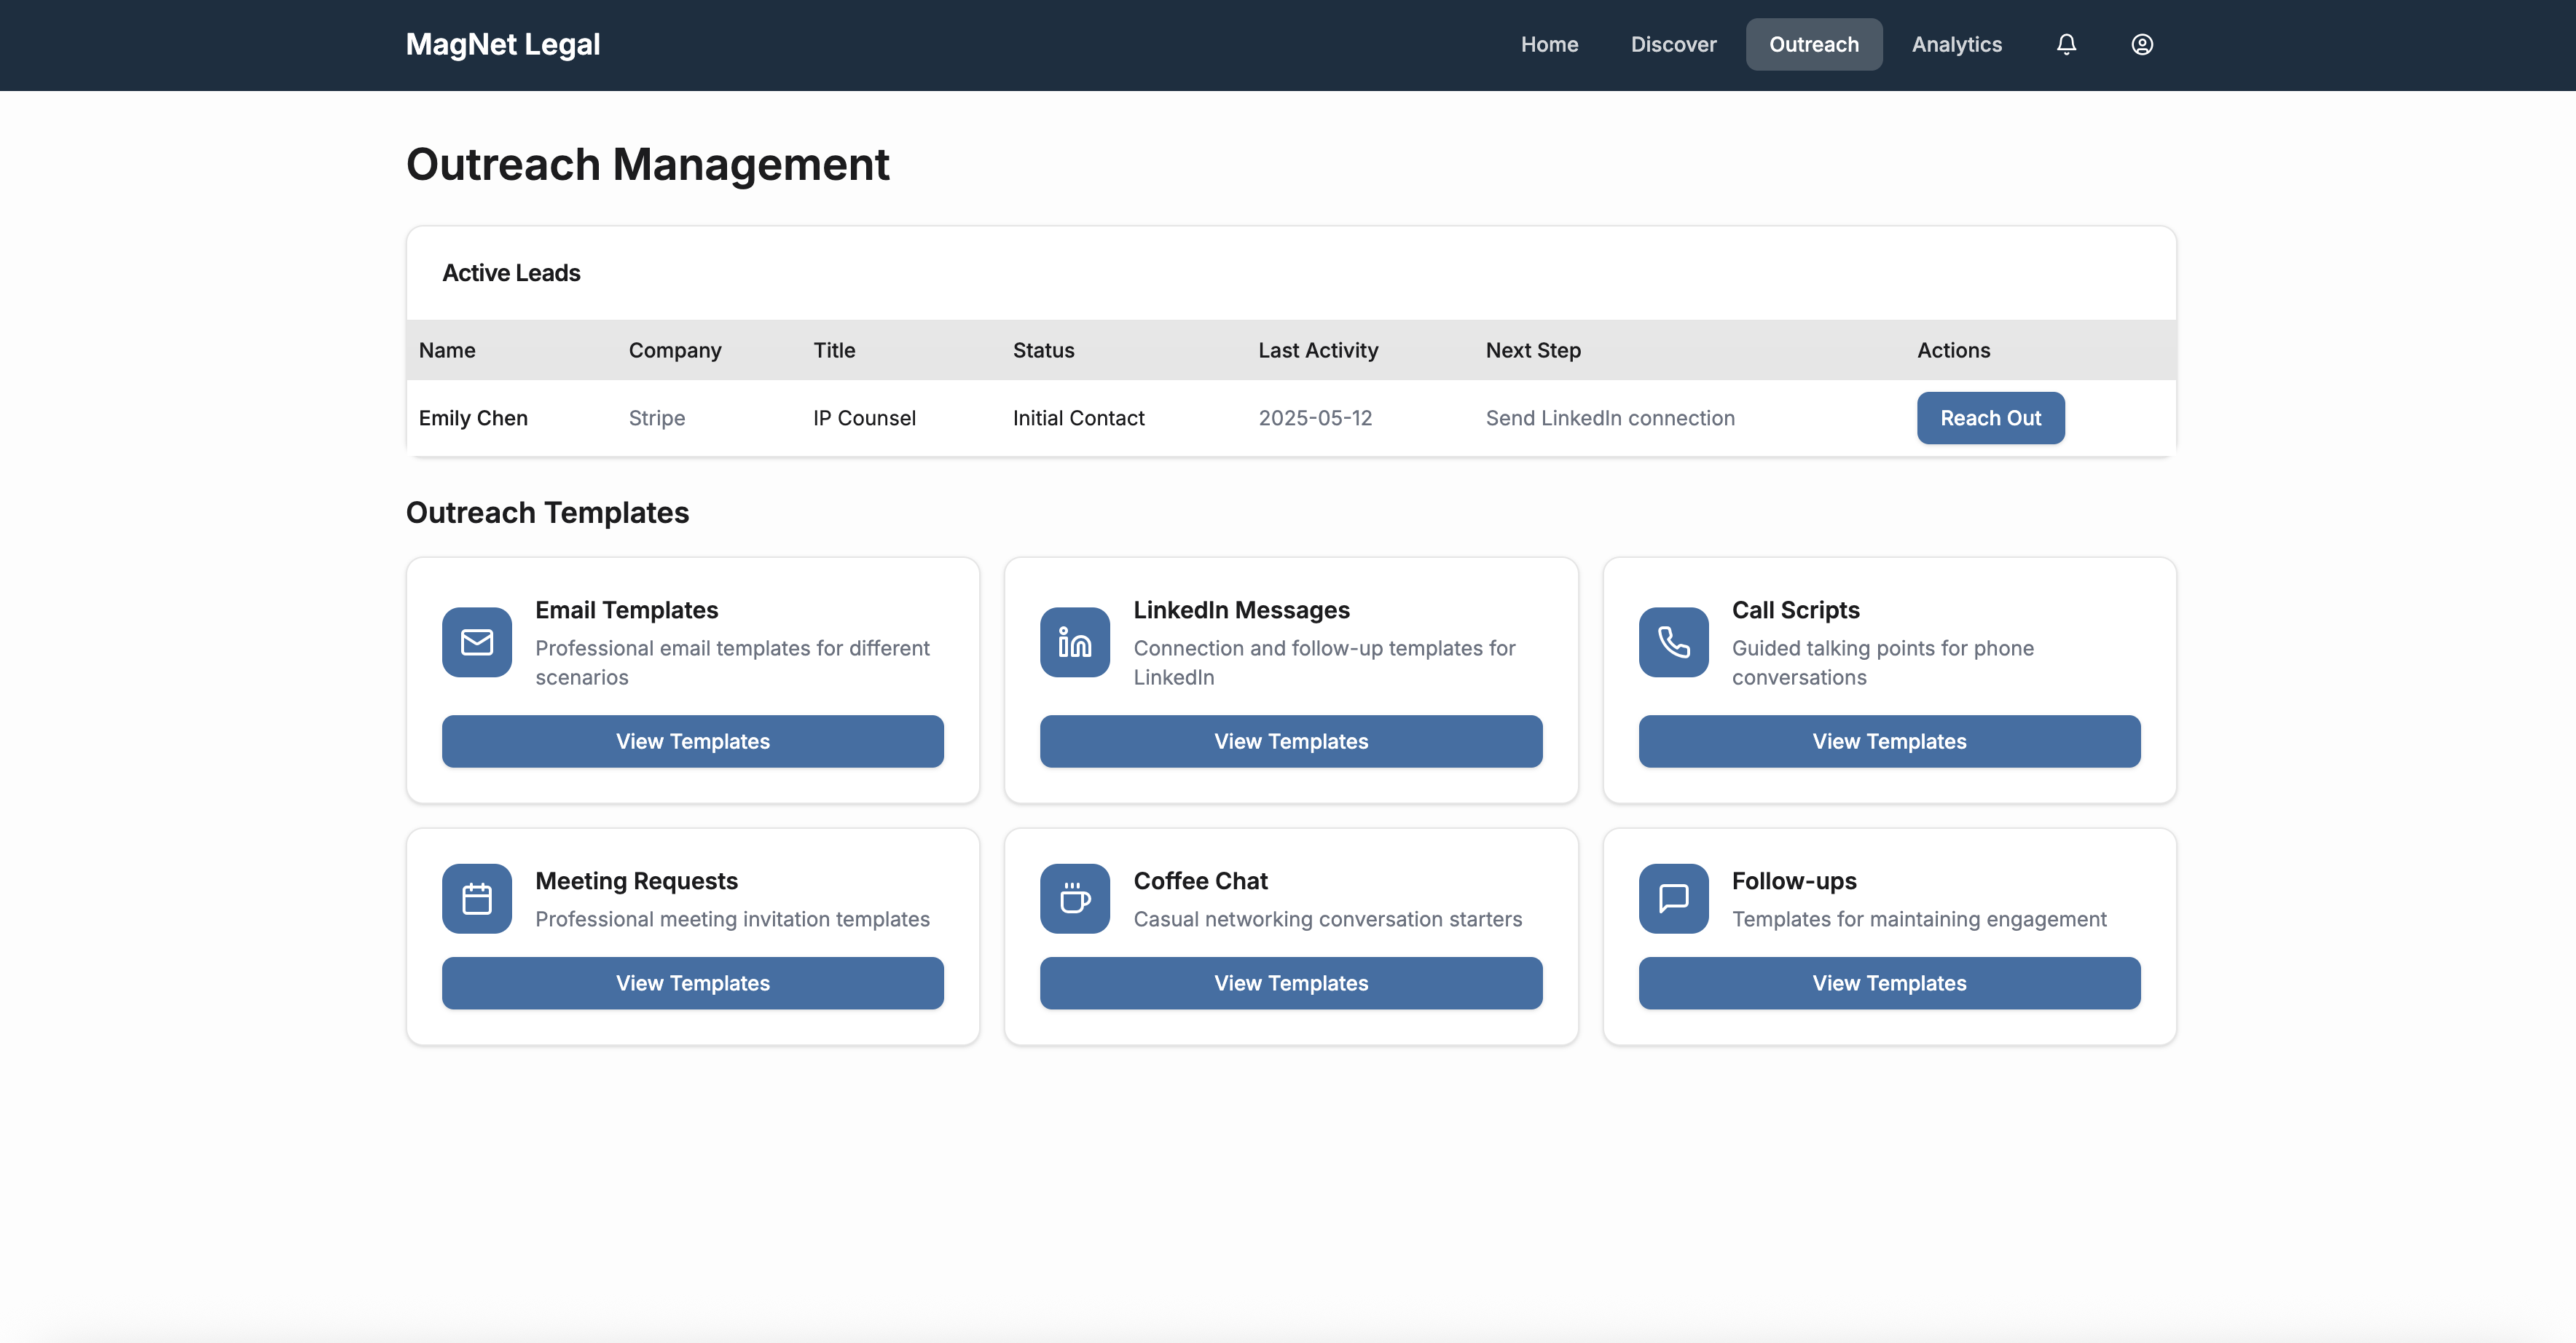 MagNet Legal
Home Discover Outreach Analytics
Outreach Management
Active Leads
Name Company Title Status Last Activity Next Step Actions
Emily Chen Stripe IP Counsel Initial Contact 2025-05-12 Send LinkedIn connection Reach Out
Outreach Templates
Email Templates
Professional email templates for different
scenarios
View Templates
LinkedIn Messages
Connection and follow-up templates for
LinkedIn
View Templates
Call Scripts
Guided talking points for phone
conversations
View Templates
Meeting Requests
Professional meeting invitation templates
View Templates
Coffee Chat
Casual networking conversation starters
View Templates
Follow-ups
Templates for maintaining engagement
View Templates